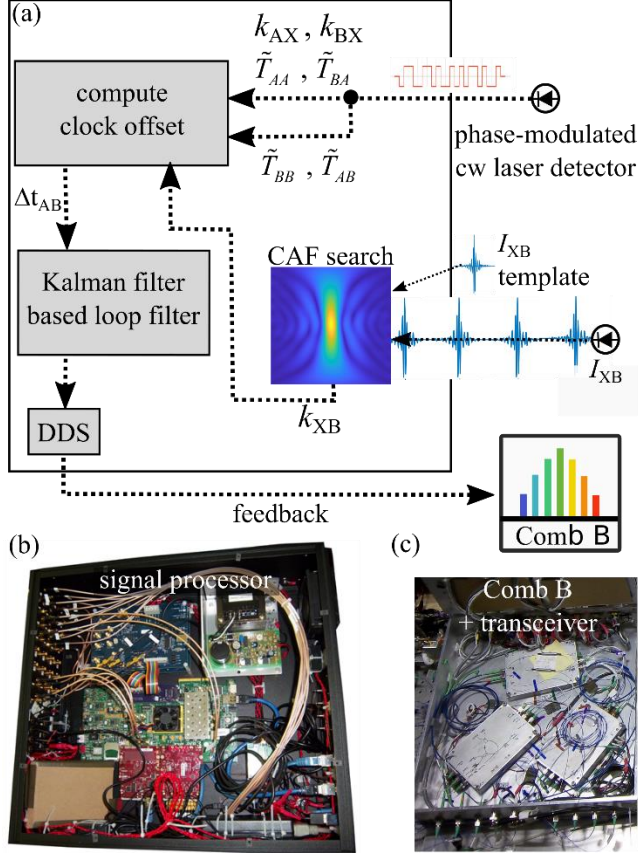 (a)
k_AX , k_BX
T̃_AA , T̃_BA
compute
clock offset
phase-modulated
cw laser detector
T̃_BB , T̃_AB
Δt_AB
CAF search
I_XB
template
Kalman filter
based loop filter
I_XB
k_XB
DDS
feedback
Comb B
(b)
signal processor
(c)
Comb B
+ transceiver